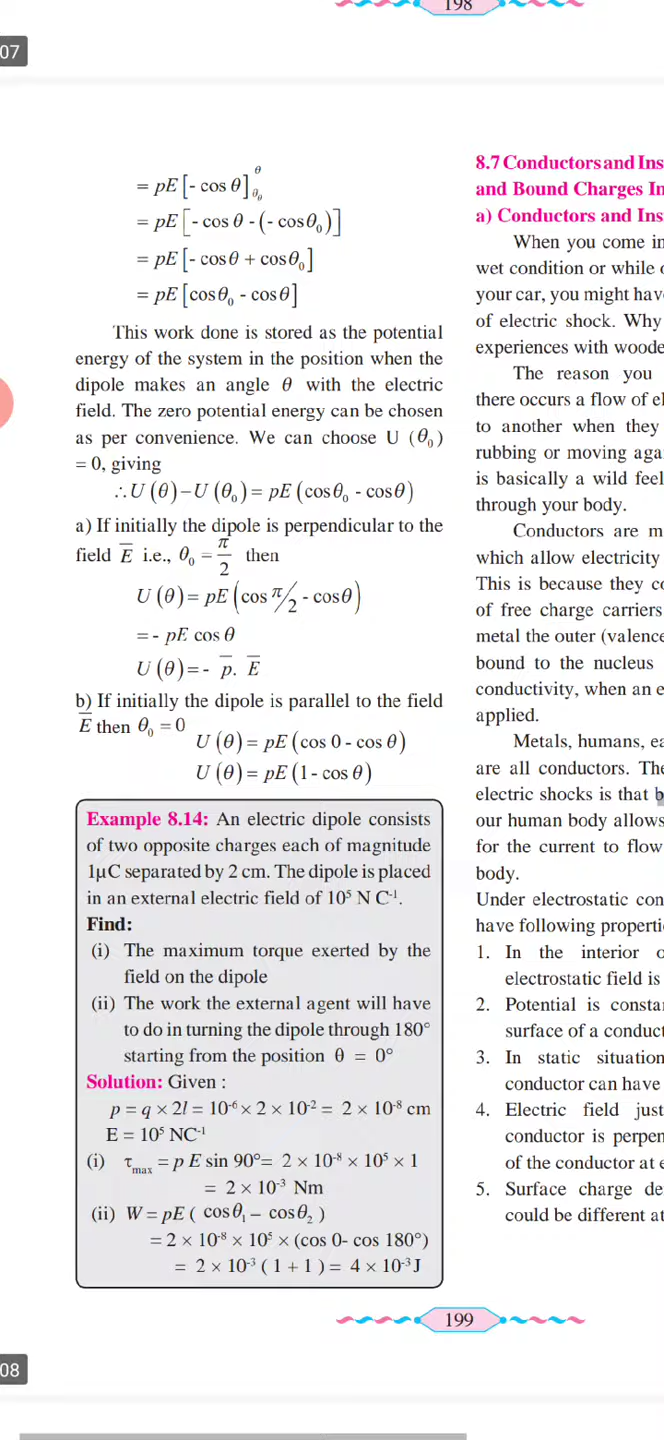 198
07
= pE [- cos θ]^θ_θ₀
= pE [- cos θ - (- cosθ₀)]
= pE [- cosθ + cosθ₀]
= pE [cosθ₀ - cosθ]
This work done is stored as the potential
energy of the system in the position when the
dipole makes an angle θ with the electric
field. The zero potential energy can be chosen
as per convenience. We can choose U (θ₀)
= 0, giving
∴U (θ) – U (θ₀) = pE (cosθ₀ - cosθ)
a) If initially the dipole is perpendicular to the
field E̅ i.e., θ₀ = π/2 then
U (θ) = pE (cos π/2 - cosθ)
= - pE cos θ
U (θ) = - p̅. E̅
b) If initially the dipole is parallel to the field
E̅ then θ₀ = 0
U (θ) = pE (cos 0 - cos θ)
U (θ) = pE (1 - cos θ)
Example 8.14: An electric dipole consists
of two opposite charges each of magnitude
1μC separated by 2 cm. The dipole is placed
in an external electric field of 10⁵ N C⁻¹.
Find:
(i) The maximum torque exerted by the
field on the dipole
(ii) The work the external agent will have
to do in turning the dipole through 180°
starting from the position θ = 0°
Solution: Given :
p = q × 2l = 10⁻⁶ × 2 × 10⁻² = 2 × 10⁻⁸ cm
E = 10⁵ NC⁻¹
(i) τmax = p E sin 90° = 2 × 10⁻⁸ × 10⁵ × 1
= 2 × 10⁻³ Nm
(ii) W = pE ( cosθ₁ – cosθ₂ )
= 2 × 10⁻⁸ × 10⁵ × (cos 0- cos 180°)
= 2 × 10⁻³ ( 1 + 1 ) = 4 × 10⁻³ J
8.7 Conductors and Ins
and Bound Charges In
a) Conductors and Ins
When you come in
wet condition or while
your car, you might hav
of electric shock. Why
experiences with woode
The reason you
there occurs a flow of el
to another when they
rubbing or moving aga
is basically a wild feel
through your body.
Conductors are m
which allow electricity
This is because they co
of free charge carriers
metal the outer (valence
bound to the nucleus
conductivity, when an e
applied.
Metals, humans, ea
are all conductors. The
electric shocks is that b
our human body allows
for the current to flow
body.
Under electrostatic con
have following properti
1. In the interior o
electrostatic field is
2. Potential is consta
surface of a conduct
3. In static situation
conductor can have
4. Electric field just
conductor is perpen
of the conductor at e
5. Surface charge de
could be different at
199
08